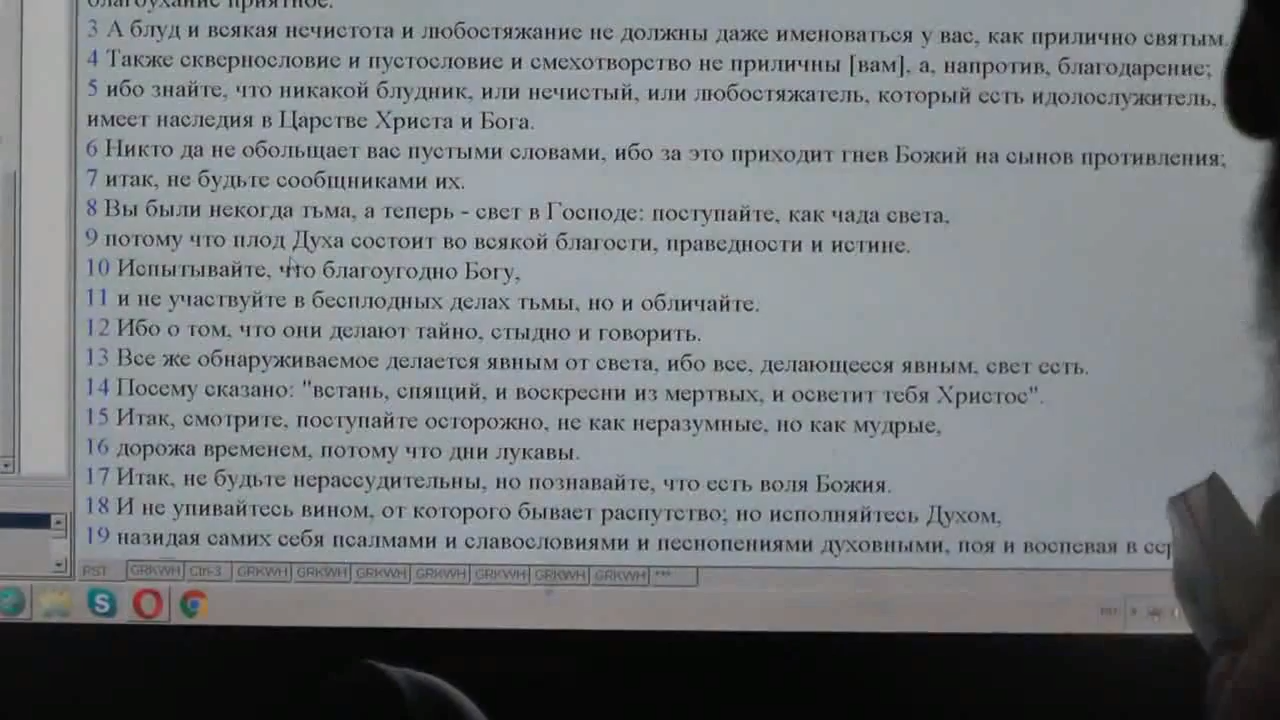 благоухание приятное.
3 А блуд и всякая нечистота и любостяжание не должны даже именоваться у вас, как прилично святым.
4 Также сквернословие и пустословие и смехотворство не приличны [вам], а, напротив, благодарение;
5 ибо знайте, что никакой блудник, или нечистый, или любостяжатель, который есть идолослужитель,
имеет наследия в Царстве Христа и Бога.
6 Никто да не обольщает вас пустыми словами, ибо за это приходит гнев Божий на сынов противления;
7 итак, не будьте сообщниками их.
8 Вы были некогда тьма, а теперь - свет в Господе: поступайте, как чада света,
9 потому что плод Духа состоит во всякой благости, праведности и истине.
10 Испытывайте, что благоугодно Богу,
11 и не участвуйте в бесплодных делах тьмы, но и обличайте.
12 Ибо о том, что они делают тайно, стыдно и говорить.
13 Все же обнаруживаемое делается явным от света, ибо все, делающееся явным, свет есть.
14 Посему сказано: "встань, спящий, и воскресни из мертвых, и осветит тебя Христос".
15 Итак, смотрите, поступайте осторожно, не как неразумные, но как мудрые,
16 дорожа временем, потому что дни лукавы.
17 Итак, не будьте нерассудительны, но познавайте, что есть воля Божия.
18 И не упивайтесь вином, от которого бывает распутство; но исполняйтесь Духом,
19 назидая самих себя псалмами и славословиями и песнопениями духовными, поя и воспевая в сер
RST GRKWH Ctrl-3 GRKWH GRKWH GRKWH GRKWH GRKWH GRKWH GRKWH ***